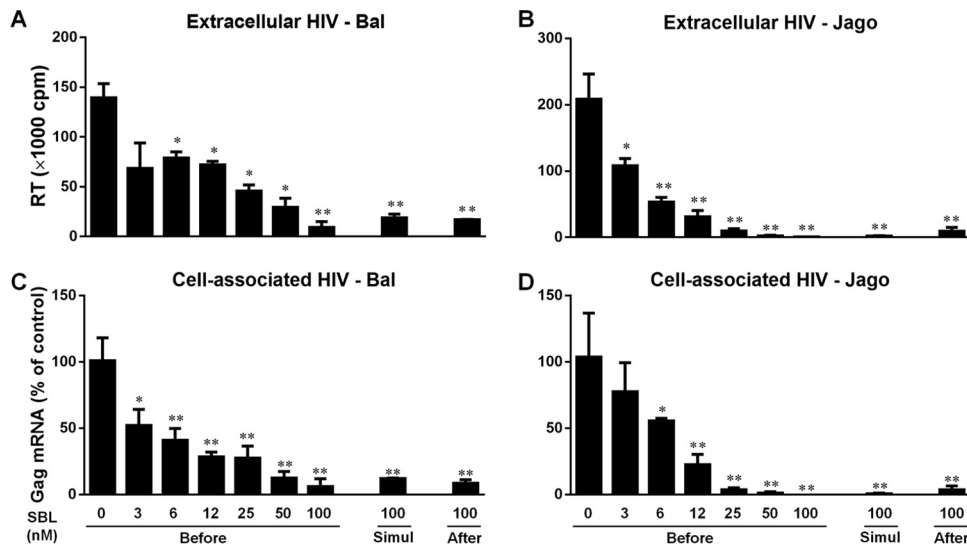 A
Extracellular HIV - Bal
200
150
100
50
0
RT (×1000 cpm)
* * * * ** ** **
B
Extracellular HIV - Jago
300
200
100
0
* ** ** ** ** ** ** **
C
Cell-associated HIV - Bal
150
100
50
0
Gag mRNA (% of control)
* ** ** ** ** ** ** **
SBL (nM)
0 3 6 12 25 50 100 100 100
Before Simul After
D
Cell-associated HIV - Jago
150
100
50
0
* ** ** ** ** ** **
0 3 6 12 25 50 100 100 100
Before Simul After